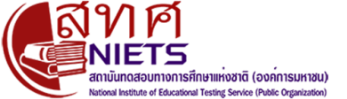 สทศ
NIETS
สถาบันทดสอบทางการศึกษาแห่งชาติ (องค์การมหาชน)
National Institute of Educational Testing Service (Public Organization)